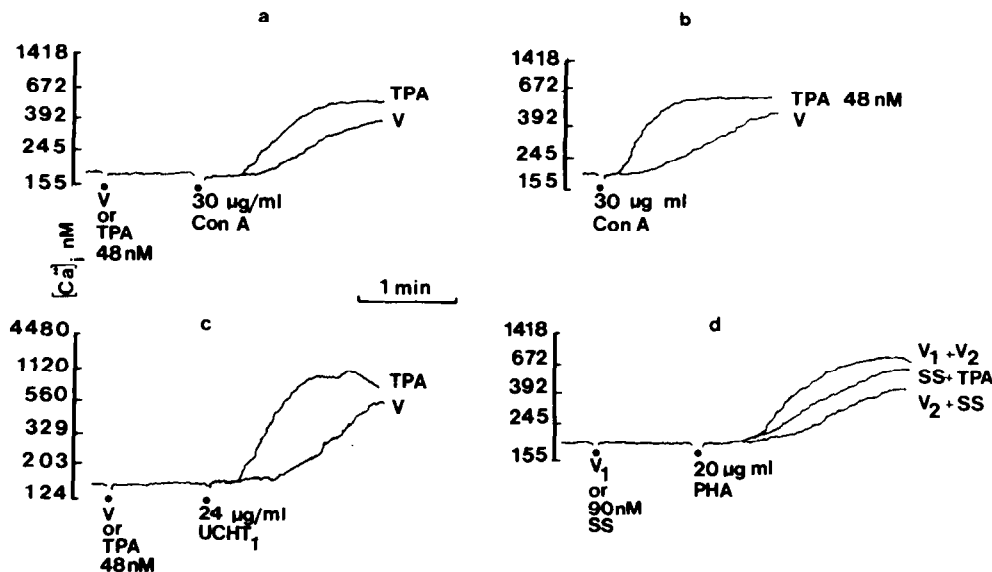 a
1418
672
392
245
155
TPA
V
V
or
TPA
48 nM
30 µg/ml
Con A
b
1418
672
392
245
155
TPA 48 nM
V
30 µg ml
Con A
[Ca²⁺]i nM
1 min
c
4480
1120
560
329
203
124
TPA
V
V
or
TPA
48nM
24 µg/ml
UCHT1
d
1418
672
392
245
155
V1 + V2
SS + TPA
V2 + SS
V1
or
90nM
SS
20 µg ml
PHA